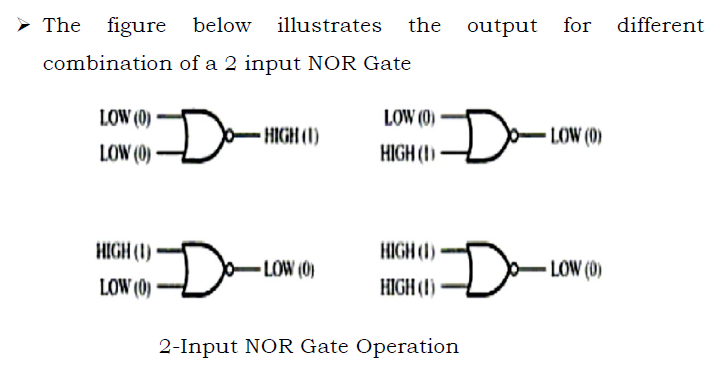 ➢ The figure below illustrates the output for different
combination of a 2 input NOR Gate
LOW (0)
LOW (0)
HIGH (1)
LOW (0)
HIGH (1)
LOW (0)
HIGH (1)
LOW (0)
LOW (0)
HIGH (1)
HIGH (1)
LOW (0)
2-Input NOR Gate Operation